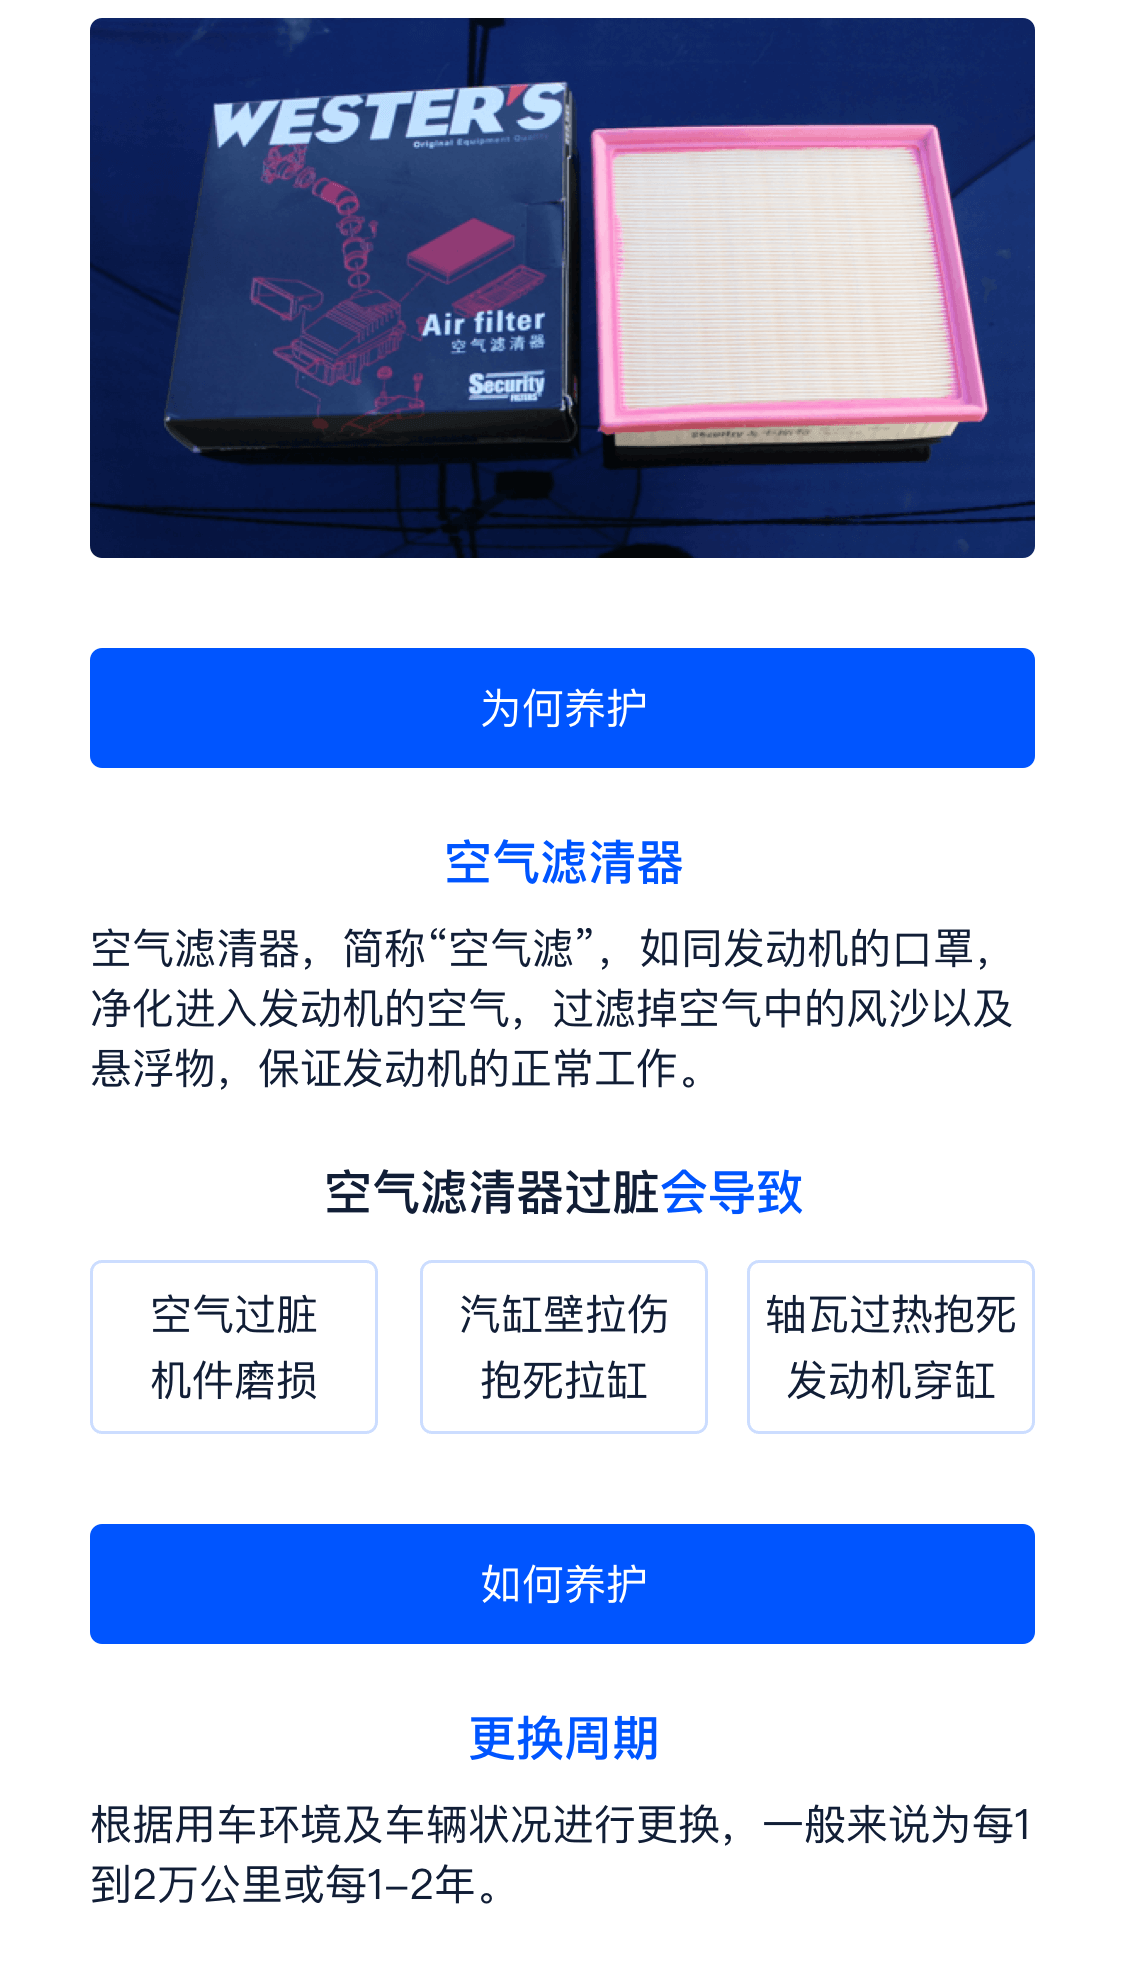 WESTER'S
Original Equipment Quality
Air filter
空气滤清器
Security
FILTERS
Security
为何养护
空气滤清器
空气滤清器，简称“空气滤”，如同发动机的口罩，
净化进入发动机的空气，过滤掉空气中的风沙以及
悬浮物，保证发动机的正常工作。
空气滤清器过脏会导致
空气过脏
机件磨损
汽缸壁拉伤
抱死拉缸
轴瓦过热抱死
发动机穿缸
如何养护
更换周期
根据用车环境及车辆状况进行更换，一般来说为每1
到2万公里或每1-2年。